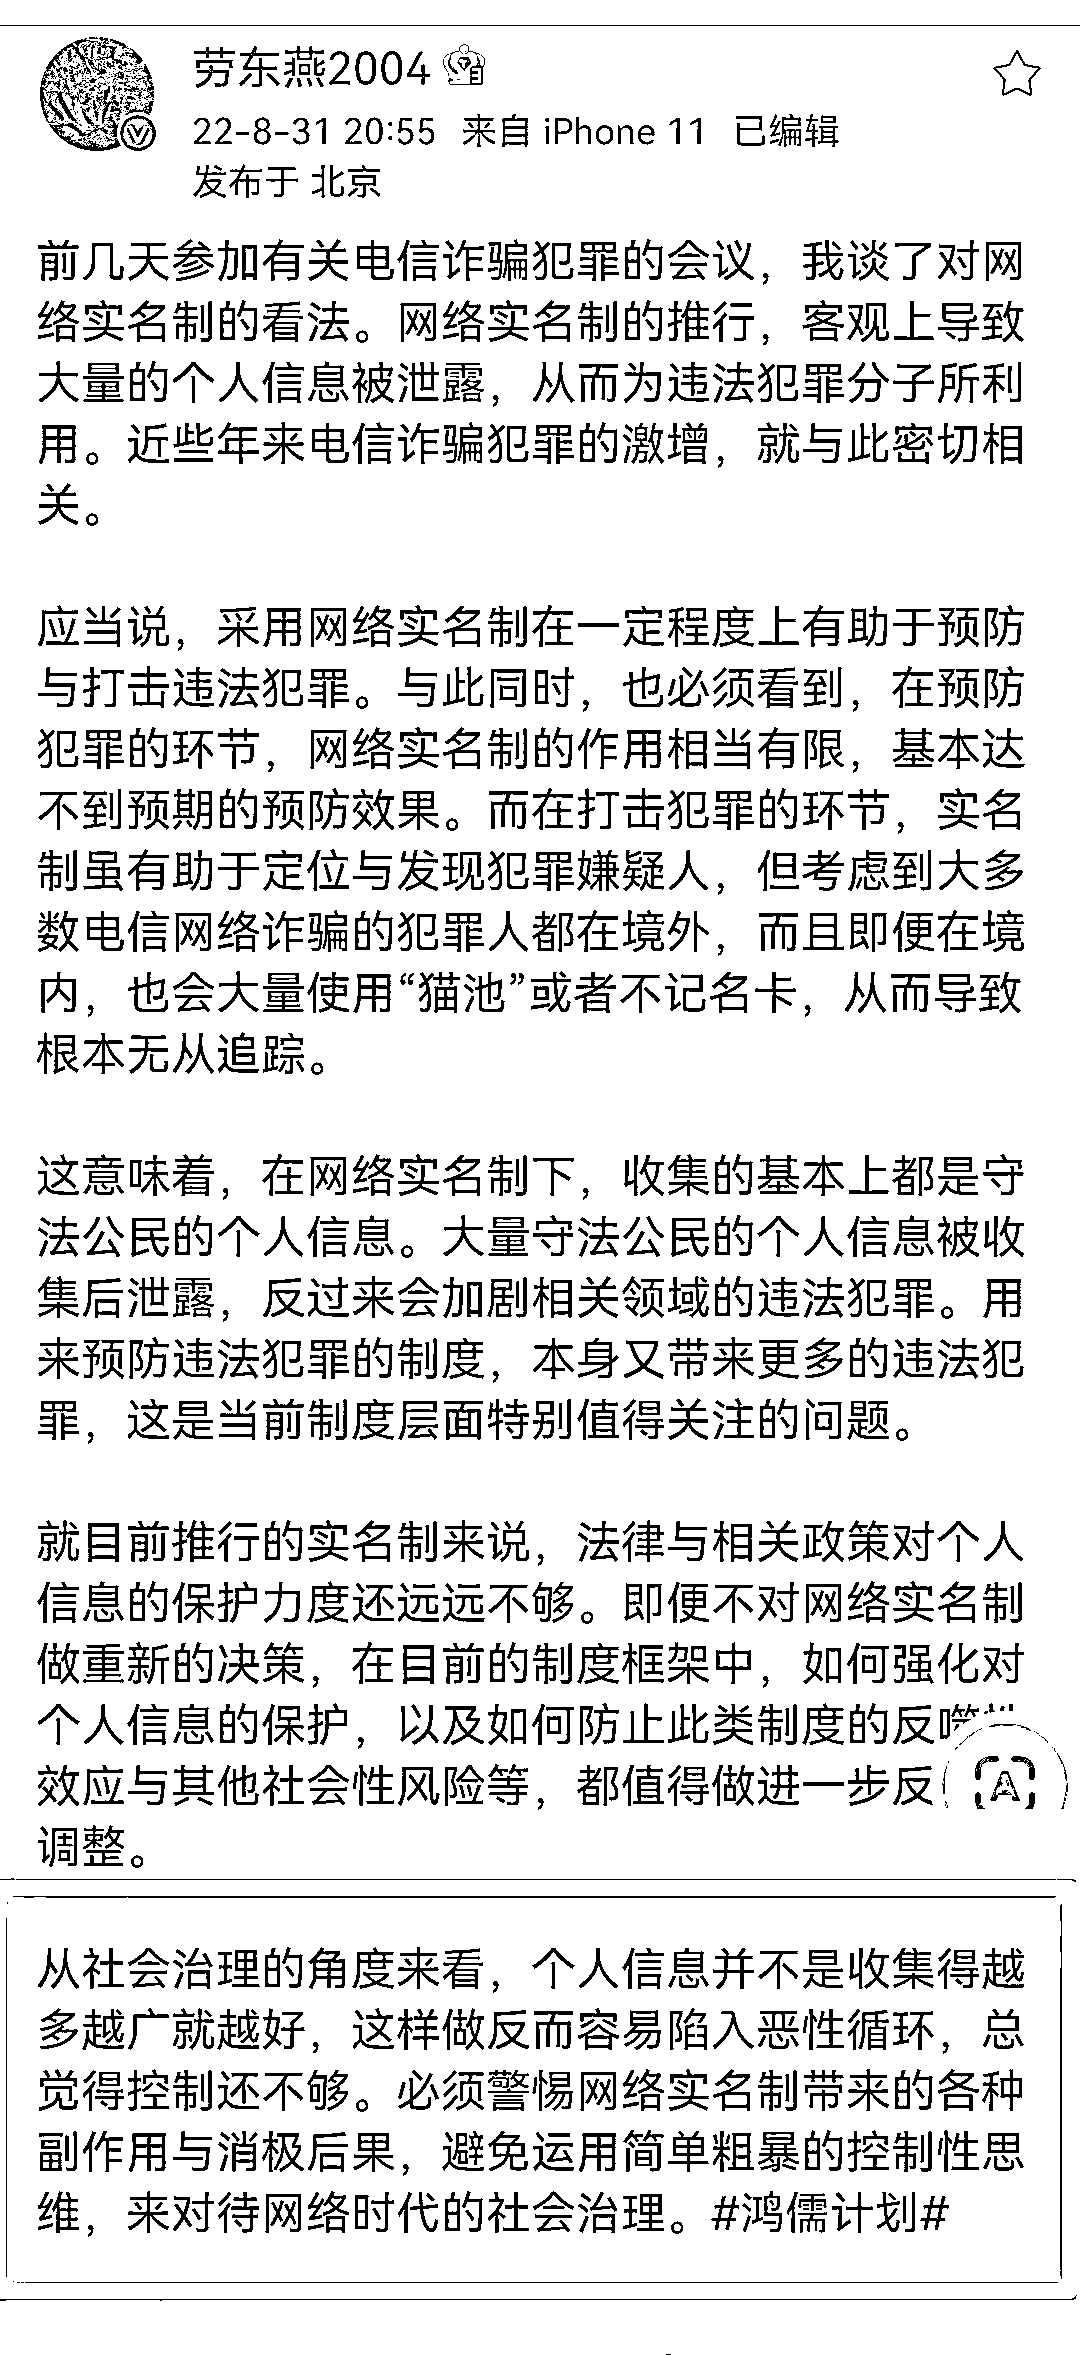 劳东燕2004
22-8-31 20:55 来自 iPhone 11 已编辑
发布于 北京
前几天参加有关电信诈骗犯罪的会议，我谈了对网
络实名制的看法。网络实名制的推行，客观上导致
大量的个人信息被泄露，从而为违法犯罪分子所利
用。近些年来电信诈骗犯罪的激增，就与此密切相
关。
应当说，采用网络实名制在一定程度上有助于预防
与打击违法犯罪。与此同时，也必须看到，在预防
犯罪的环节，网络实名制的作用相当有限，基本达
不到预期的预防效果。而在打击犯罪的环节，实名
制虽有助于定位与发现犯罪嫌疑人，但考虑到大多
数电信网络诈骗的犯罪人都在境外，而且即便在境
内，也会大量使用“猫池”或者不记名卡，从而导致
根本无从追踪。
这意味着，在网络实名制下，收集的基本上都是守
法公民的个人信息。大量守法公民的个人信息被收
集后泄露，反过来会加剧相关领域的违法犯罪。用
来预防违法犯罪的制度，本身又带来更多的违法犯
罪，这是当前制度层面特别值得关注的问题。
就目前推行的实名制来说，法律与相关政策对个人
信息的保护力度还远远不够。即便不对网络实名制
做重新的决策，在目前的制度框架中，如何强化对
个人信息的保护，以及如何防止此类制度的反噬
效应与其他社会性风险等，都值得做进一步反
调整。
从社会治理的角度来看，个人信息并不是收集得越
多越广就越好，这样做反而容易陷入恶性循环，总
觉得控制还不够。必须警惕网络实名制带来的各种
副作用与消极后果，避免运用简单粗暴的控制性思
维，来对待网络时代的社会治理。#鸿儒计划#